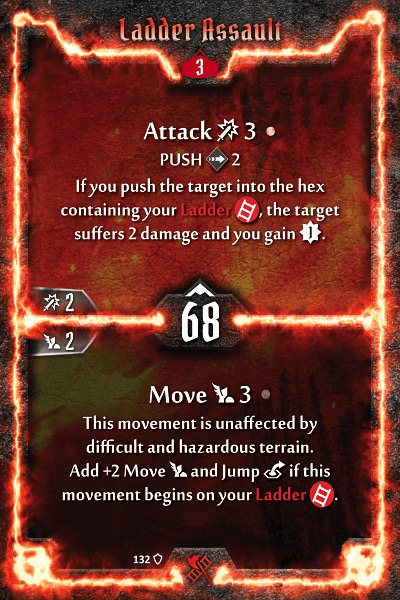 Ladder Assault
3
Attack 3
PUSH 2
If you push the target into the hex
containing your Ladder, the target
suffers 2 damage and you gain 1.
2
68
2
Move 3
This movement is unaffected by
difficult and hazardous terrain.
Add +2 Move and Jump if this
movement begins on your Ladder.
132